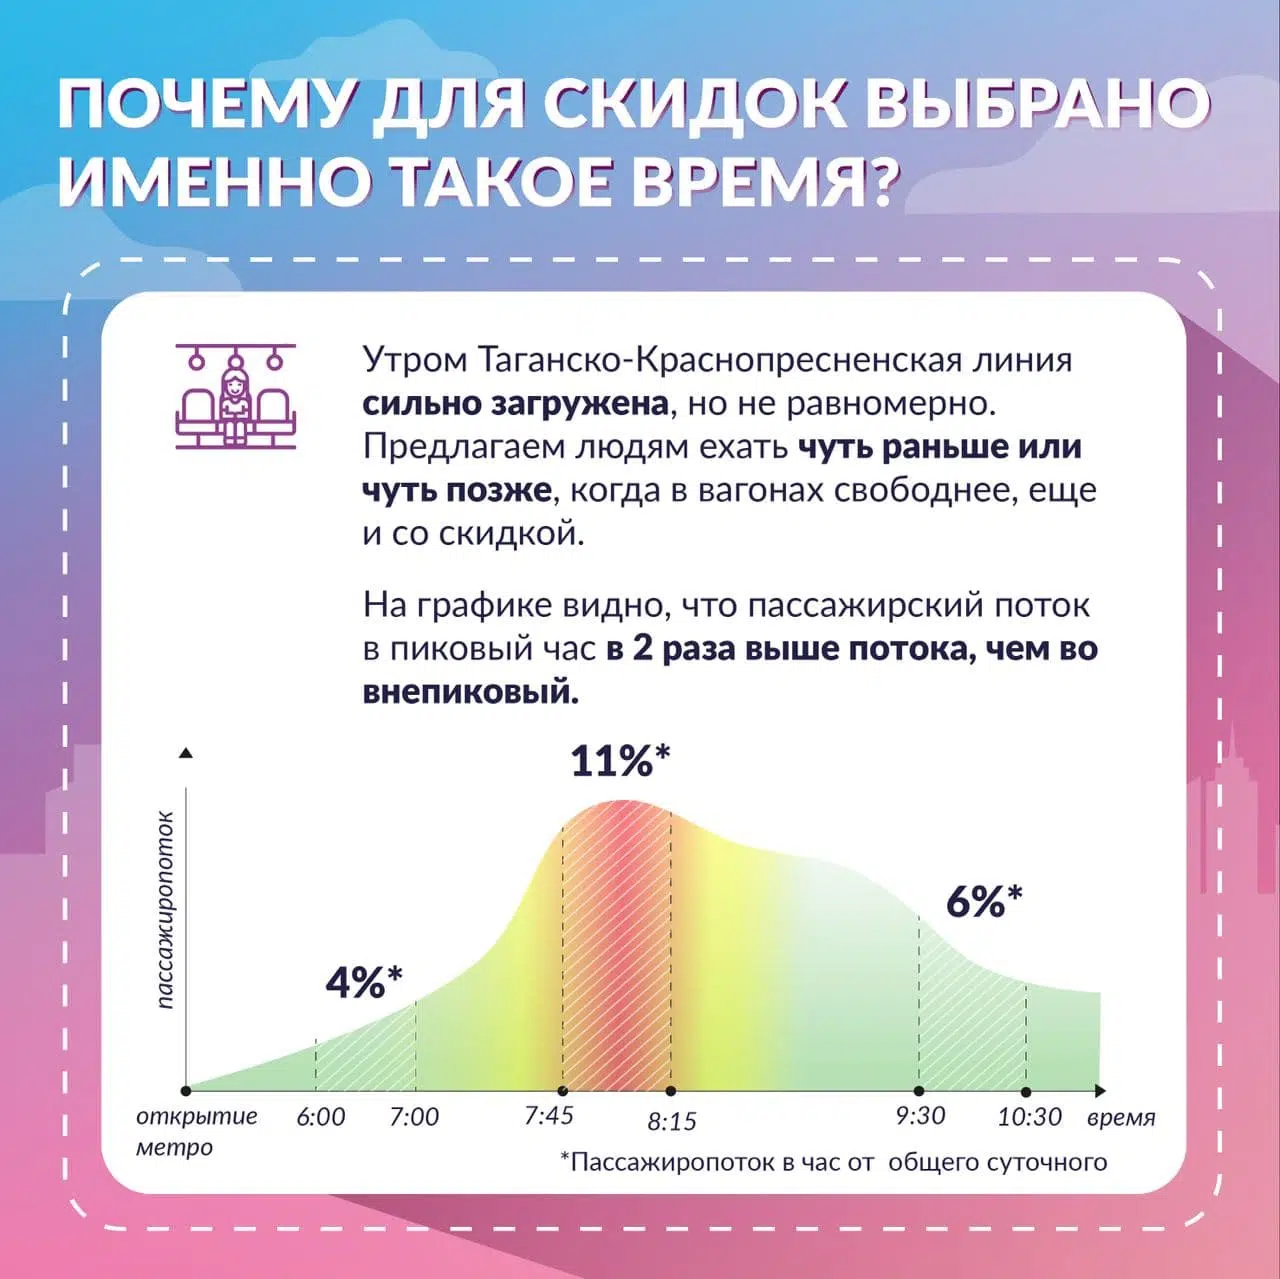 ПОЧЕМУ ДЛЯ СКИДОК ВЫБРАНО
ИМЕННО ТАКОЕ ВРЕМЯ?
Утром Таганско-Краснопресненская линия
сильно загружена, но не равномерно.
Предлагаем людям ехать чуть раньше или
чуть позже, когда в вагонах свободнее, еще
и со скидкой.
На графике видно, что пассажирский поток
в пиковый час в 2 раза выше потока, чем во
внепиковый.
пассажиропоток
4%*
11%*
6%*
открытие
метро
6:00
7:00
7:45
8:15
9:30
10:30
время
*Пассажиропоток в час от общего суточного